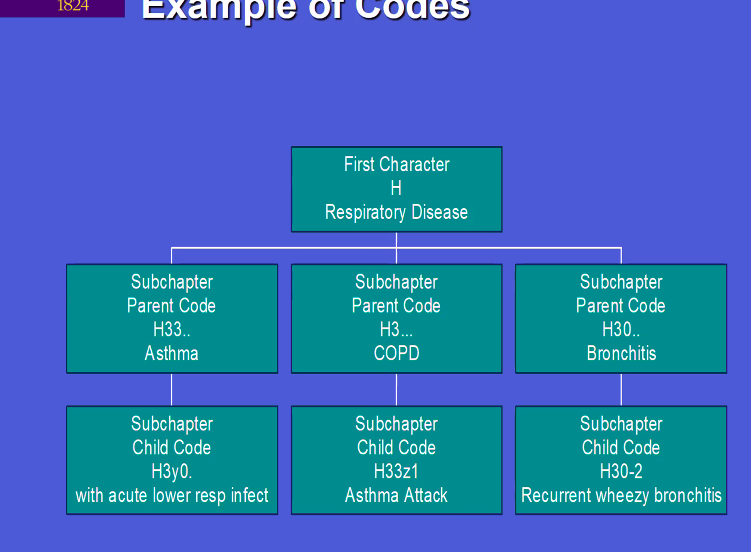 1824
Example of Codes
First Character
H
Respiratory Disease
Subchapter
Parent Code
H33..
Asthma
Subchapter
Parent Code
H3...
COPD
Subchapter
Parent Code
H30..
Bronchitis
Subchapter
Child Code
H3y0.
with acute lower resp infect
Subchapter
Child Code
H33z1
Asthma Attack
Subchapter
Child Code
H30-2
Recurrent wheezy bronchitis